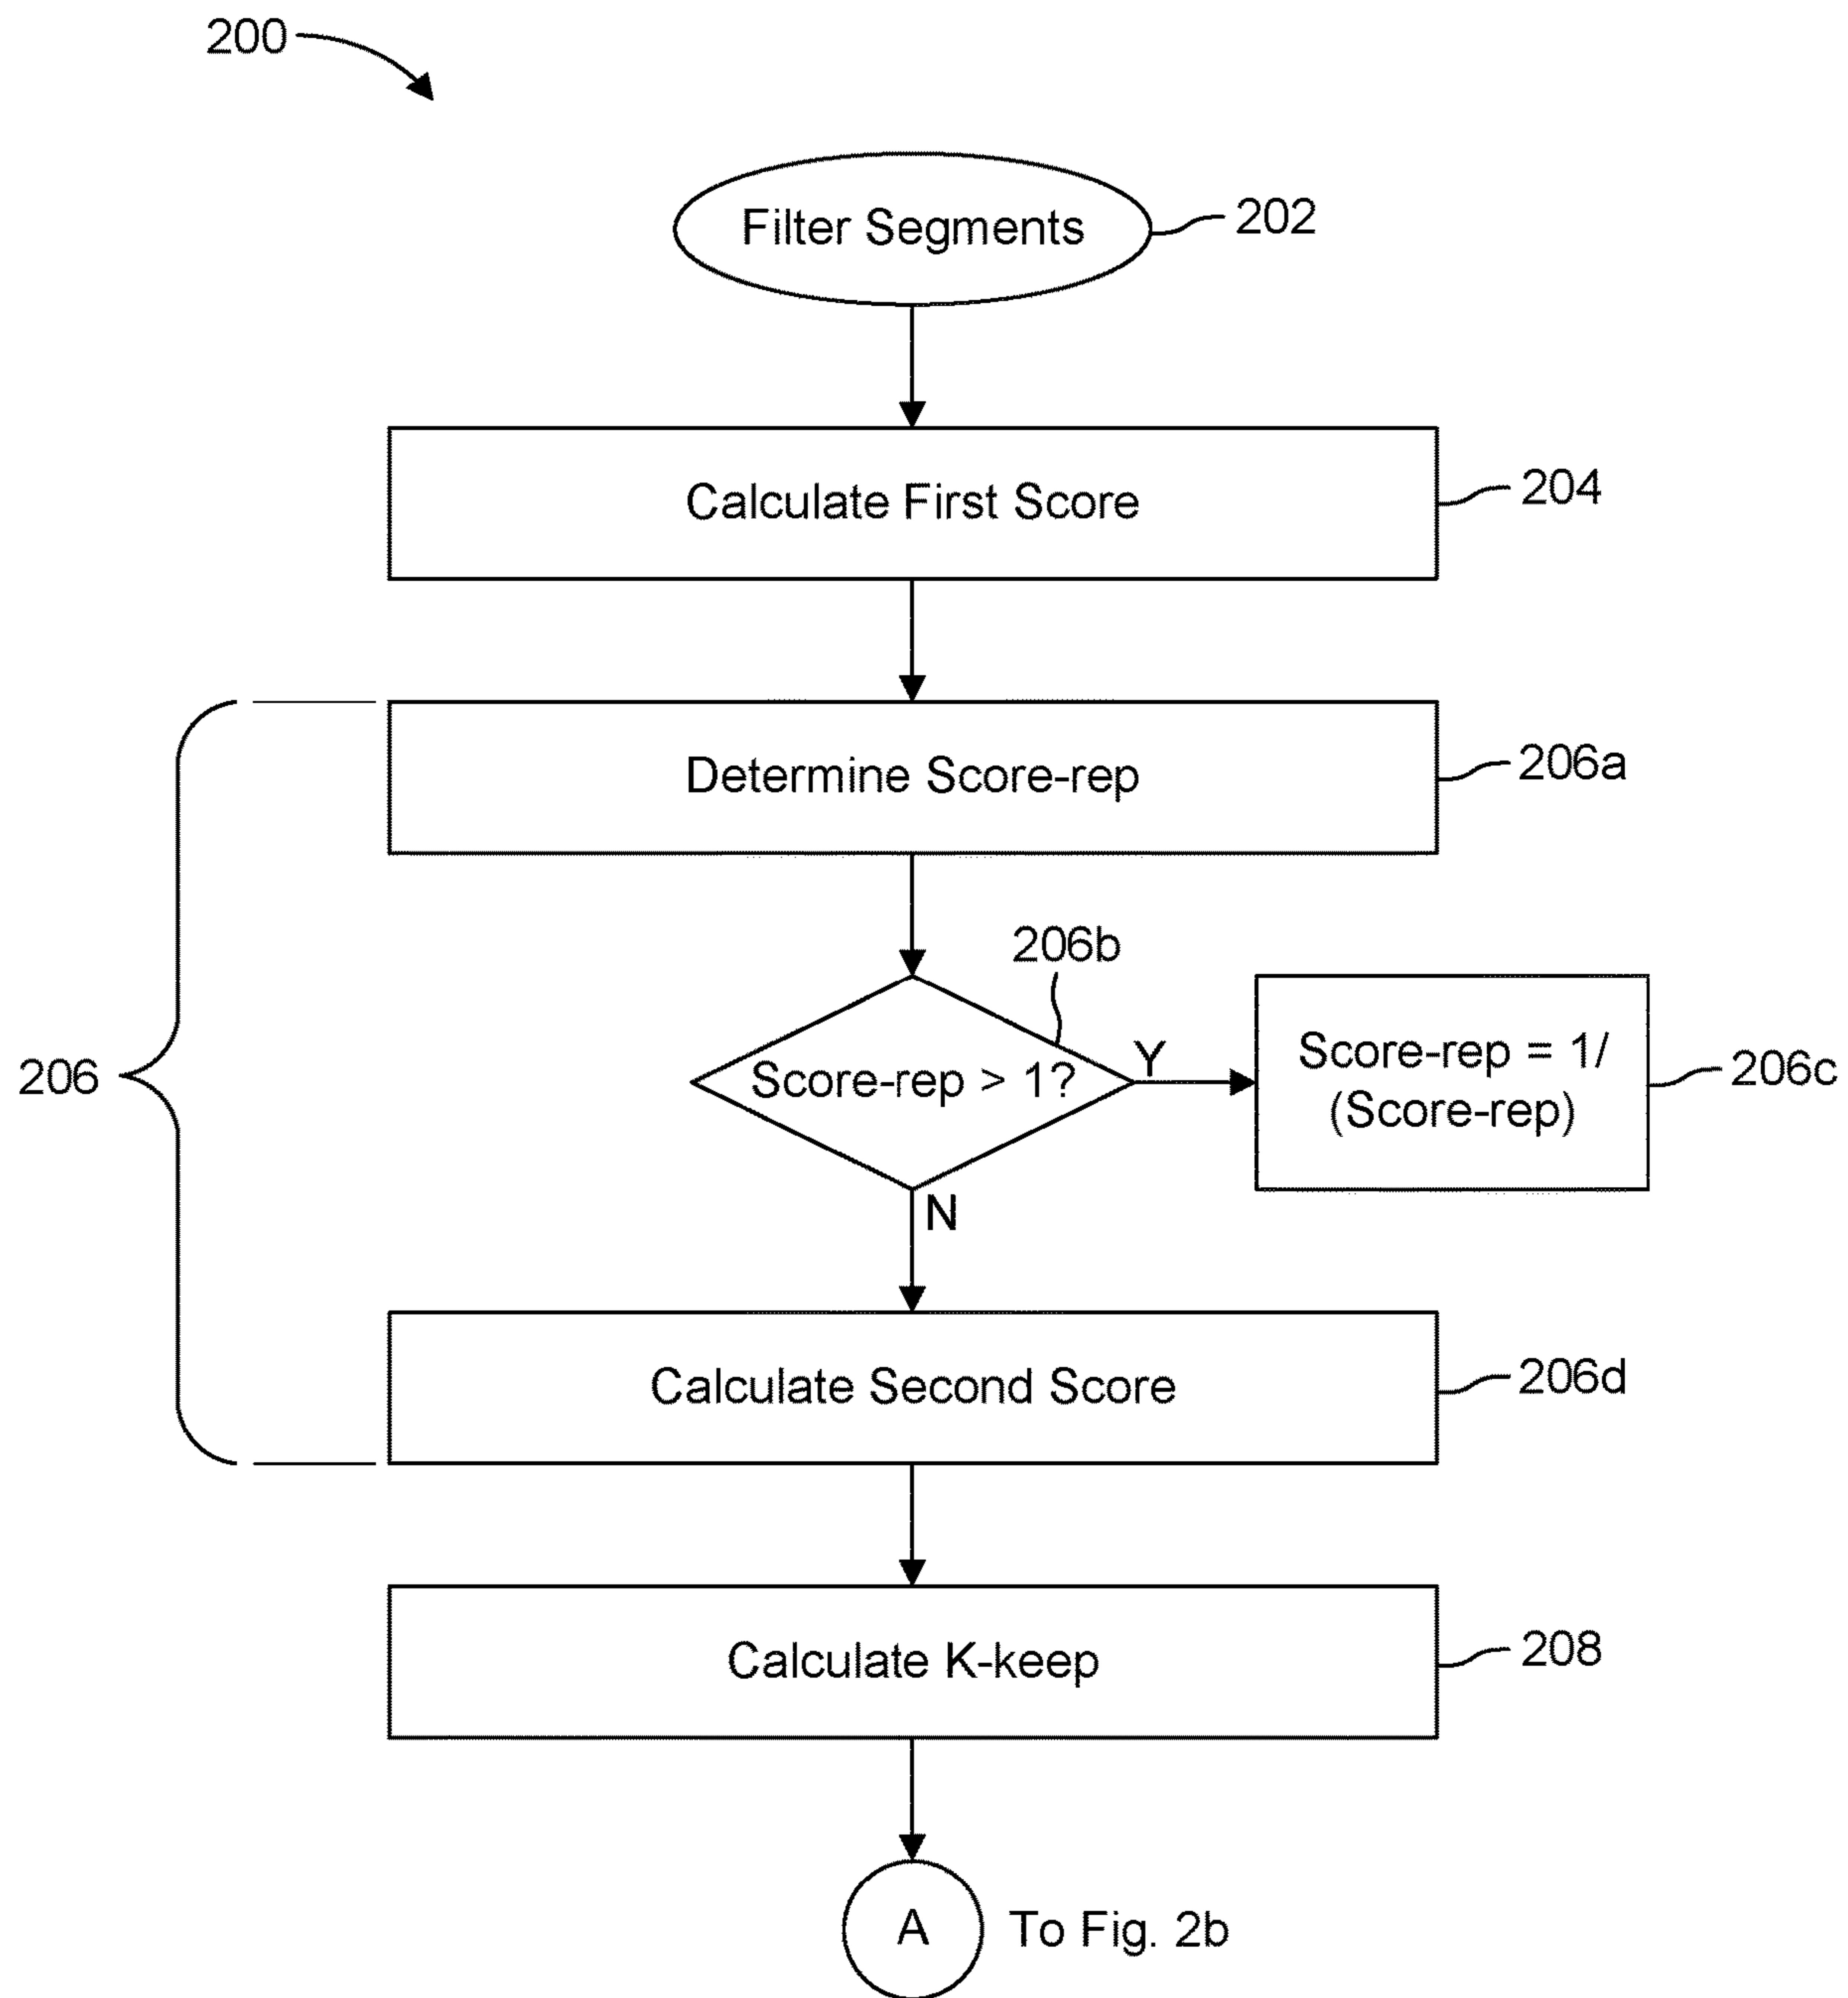 200
Filter Segments
202
Calculate First Score
204
Determine Score-rep
206a
206b
Score-rep > 1?
Y
Score-rep = 1/
(Score-rep)
206c
206
N
Calculate Second Score
206d
Calculate K-keep
208
A
To Fig. 2b